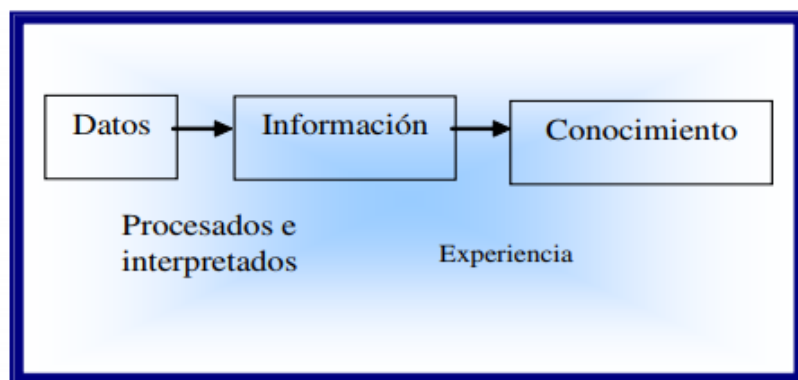 Datos
Información
Conocimiento
Procesados e
interpretados
Experiencia